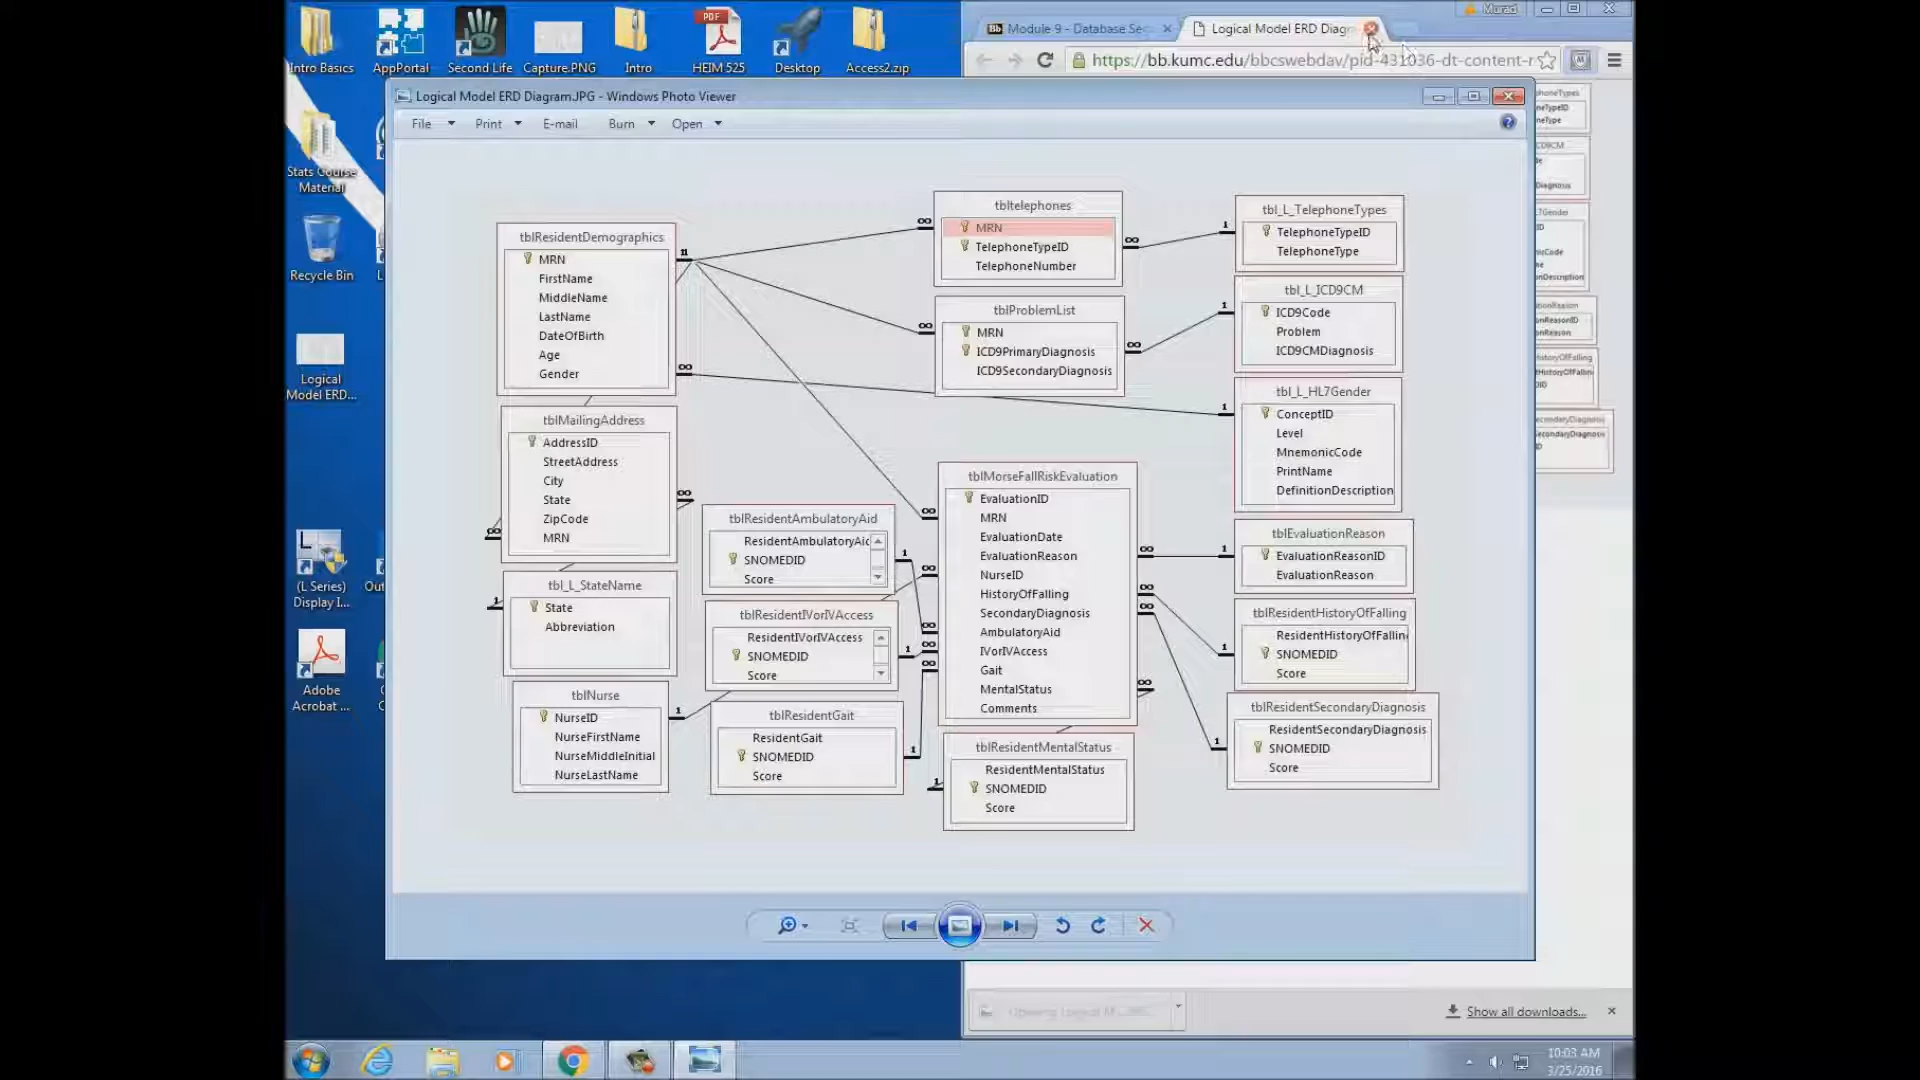 Intro Basics
AppPortal
Second Life
Capture.PNG
Intro
PDF
HEIM 525
Desktop
Access2.zip
Stats Course
Material
Recycle Bin
Logical
Model ERD...
(L Series)
Display I...
Adobe
Acrobat ...
Bb Module 9 - Database Sec
Logical Model ERD Diagr
Murad
https://bb.kumc.edu/bbcswebdav/pid-431036-dt-content-r
Logical Model ERD Diagram.JPG - Windows Photo Viewer
File
Print
E-mail
Burn
Open
tblResidentDemographics
MRN
FirstName
MiddleName
LastName
DateOfBirth
Age
Gender
tblMailingAddress
AddressID
StreetAddress
City
State
ZipCode
MRN
tbl_L_StateName
State
Abbreviation
tblNurse
NurseID
NurseFirstName
NurseMiddleInitial
NurseLastName
tblResidentAmbulatoryAid
ResidentAmbulatoryAid
SNOMEDID
Score
tblResidentIVorIVAccess
ResidentIVorIVAccess
SNOMEDID
Score
tblResidentGait
ResidentGait
SNOMEDID
Score
tbltelephones
MRN
TelephoneTypeID
TelephoneNumber
tblProblemList
MRN
ICD9PrimaryDiagnosis
ICD9SecondaryDiagnosis
tblMorseFallRiskEvaluation
EvaluationID
MRN
EvaluationDate
EvaluationReason
NurseID
HistoryOfFalling
SecondaryDiagnosis
AmbulatoryAid
IVorIVAccess
Gait
MentalStatus
Comments
tblResidentMentalStatus
ResidentMentalStatus
SNOMEDID
Score
tbl_L_TelephoneTypes
TelephoneTypeID
TelephoneType
tbl_L_ICD9CM
ICD9Code
Problem
ICD9CMDiagnosis
tbl_L_HL7Gender
ConceptID
Level
MnemonicCode
PrintName
DefinitionDescription
tblEvaluationReason
EvaluationReasonID
EvaluationReason
tblResidentHistoryOfFalling
ResidentHistoryOfFallin
SNOMEDID
Score
tblResidentSecondaryDiagnosis
ResidentSecondaryDiagnosis
SNOMEDID
Score
Show all downloads...
10:03 AM
3/25/2016